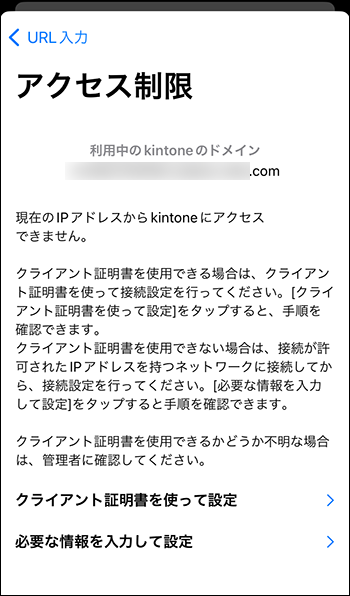 URL入力
アクセス制限
利用中のkintoneのドメイン
.com
現在のIPアドレスからkintoneにアクセス
できません。
クライアント証明書を使用できる場合は、クライアン
ト証明書を使って接続設定を行ってください。[クライ
アント証明書を使って設定]をタップすると、手順を
確認できます。
クライアント証明書を使用できない場合は、接続が許
可されたIPアドレスを持つネットワークに接続してか
ら、接続設定を行ってください。[必要な情報を入力
して設定]をタップすると手順を確認できます。
クライアント証明書を使用できるかどうか不明な場合
は、管理者に確認してください。
クライアント証明書を使って設定
必要な情報を入力して設定